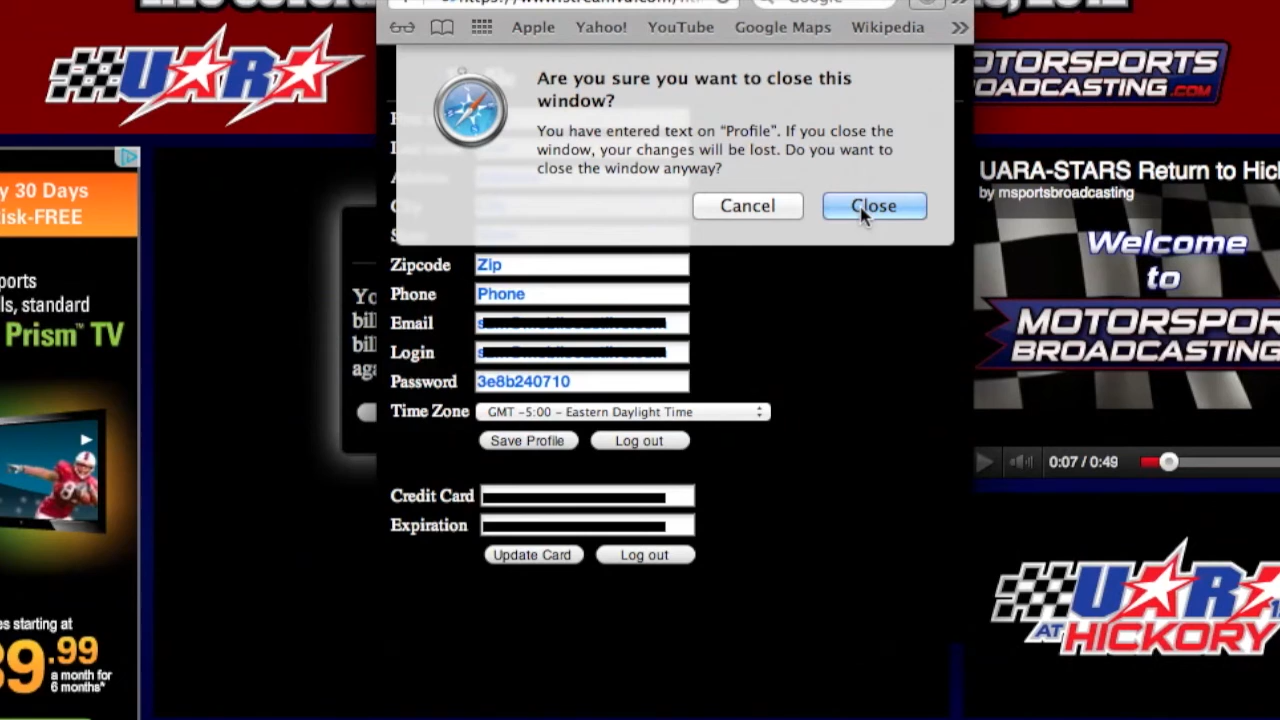 Google
Apple
Yahoo!
YouTube
Google Maps
Wikipedia
UARA
MOTORSPORTS
BROADCASTING.COM
Are you sure you want to close this
window?
You have entered text on “Profile”. If you close the
window, your changes will be lost. Do you want to
close the window anyway?
Cancel
Close
y 30 Days
isk-FREE
ports
ls, standard
Prism™ TV
es starting at
.99
a month for
6 months*
Zipcode
Zip
Phone
Phone
Email
Login
Password
3e8b240710
Time Zone
GMT -5:00 - Eastern Daylight Time
Save Profile
Log out
Credit Card
Expiration
Update Card
Log out
UARA-STARS Return to Hic
by msportsbroadcasting
Welcome
to
MOTORSPOR
BROADCASTING
0:07 / 0:49
UARA
AT HICKORY